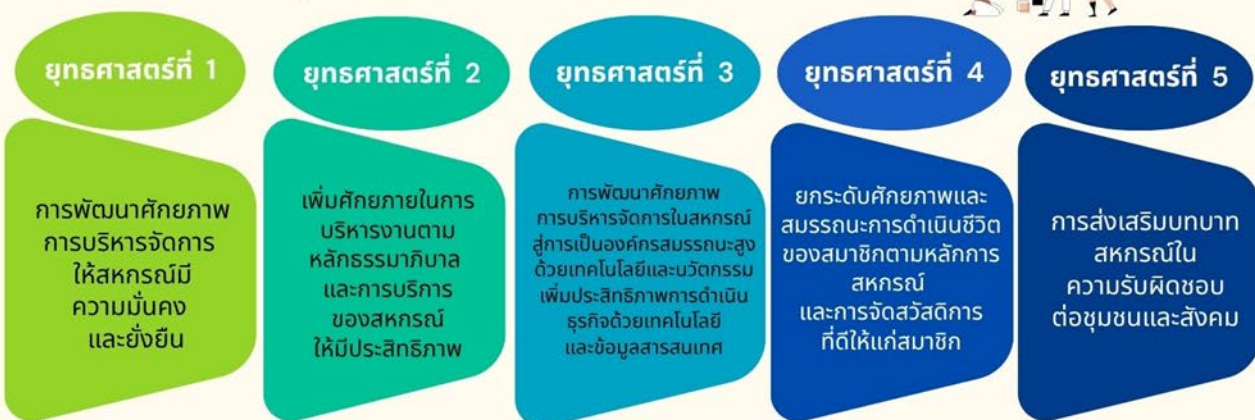 ยุทธศาสตร์ที่ 1
การพัฒนาศักยภาพ
การบริหารจัดการ
ให้สหกรณ์มี
ความมั่นคง
และยั่งยืน
ยุทธศาสตร์ที่ 2
เพิ่มศักยภายในการ
บริหารงานตาม
หลักธรรมาภิบาล
และการบริการ
ของสหกรณ์
ให้มีประสิทธิภาพ
ยุทธศาสตร์ที่ 3
การพัฒนาศักยภาพ
การบริหารจัดการในสหกรณ์
สู่การเป็นองค์กรสมรรถนะสูง
ด้วยเทคโนโลยีและนวัตกรรม
เพิ่มประสิทธิภาพการดำเนิน
ธุรกิจด้วยเทคโนโลยี
และข้อมูลสารสนเทศ
ยุทธศาสตร์ที่ 4
ยกระดับศักยภาพและ
สมรรถนะการดำเนินชีวิต
ของสมาชิกตามหลักการ
สหกรณ์
และการจัดสวัสดิการ
ที่ดีให้แก่สมาชิก
ยุทธศาสตร์ที่ 5
การส่งเสริมบทบาท
สหกรณ์ใน
ความรับผิดชอบ
ต่อชุมชนและสังคม